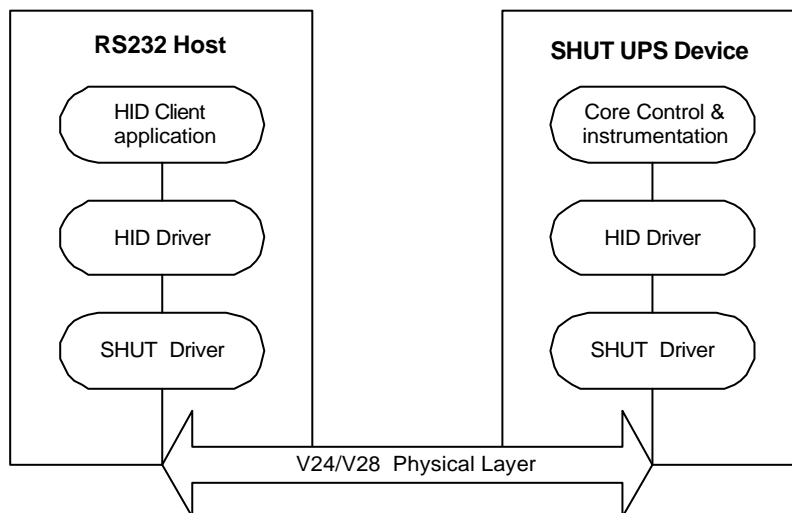 RS232 Host
HID Client
application
HID Driver
SHUT Driver
SHUT UPS Device
Core Control &
instrumentation
HID Driver
SHUT Driver
V24/V28 Physical Layer